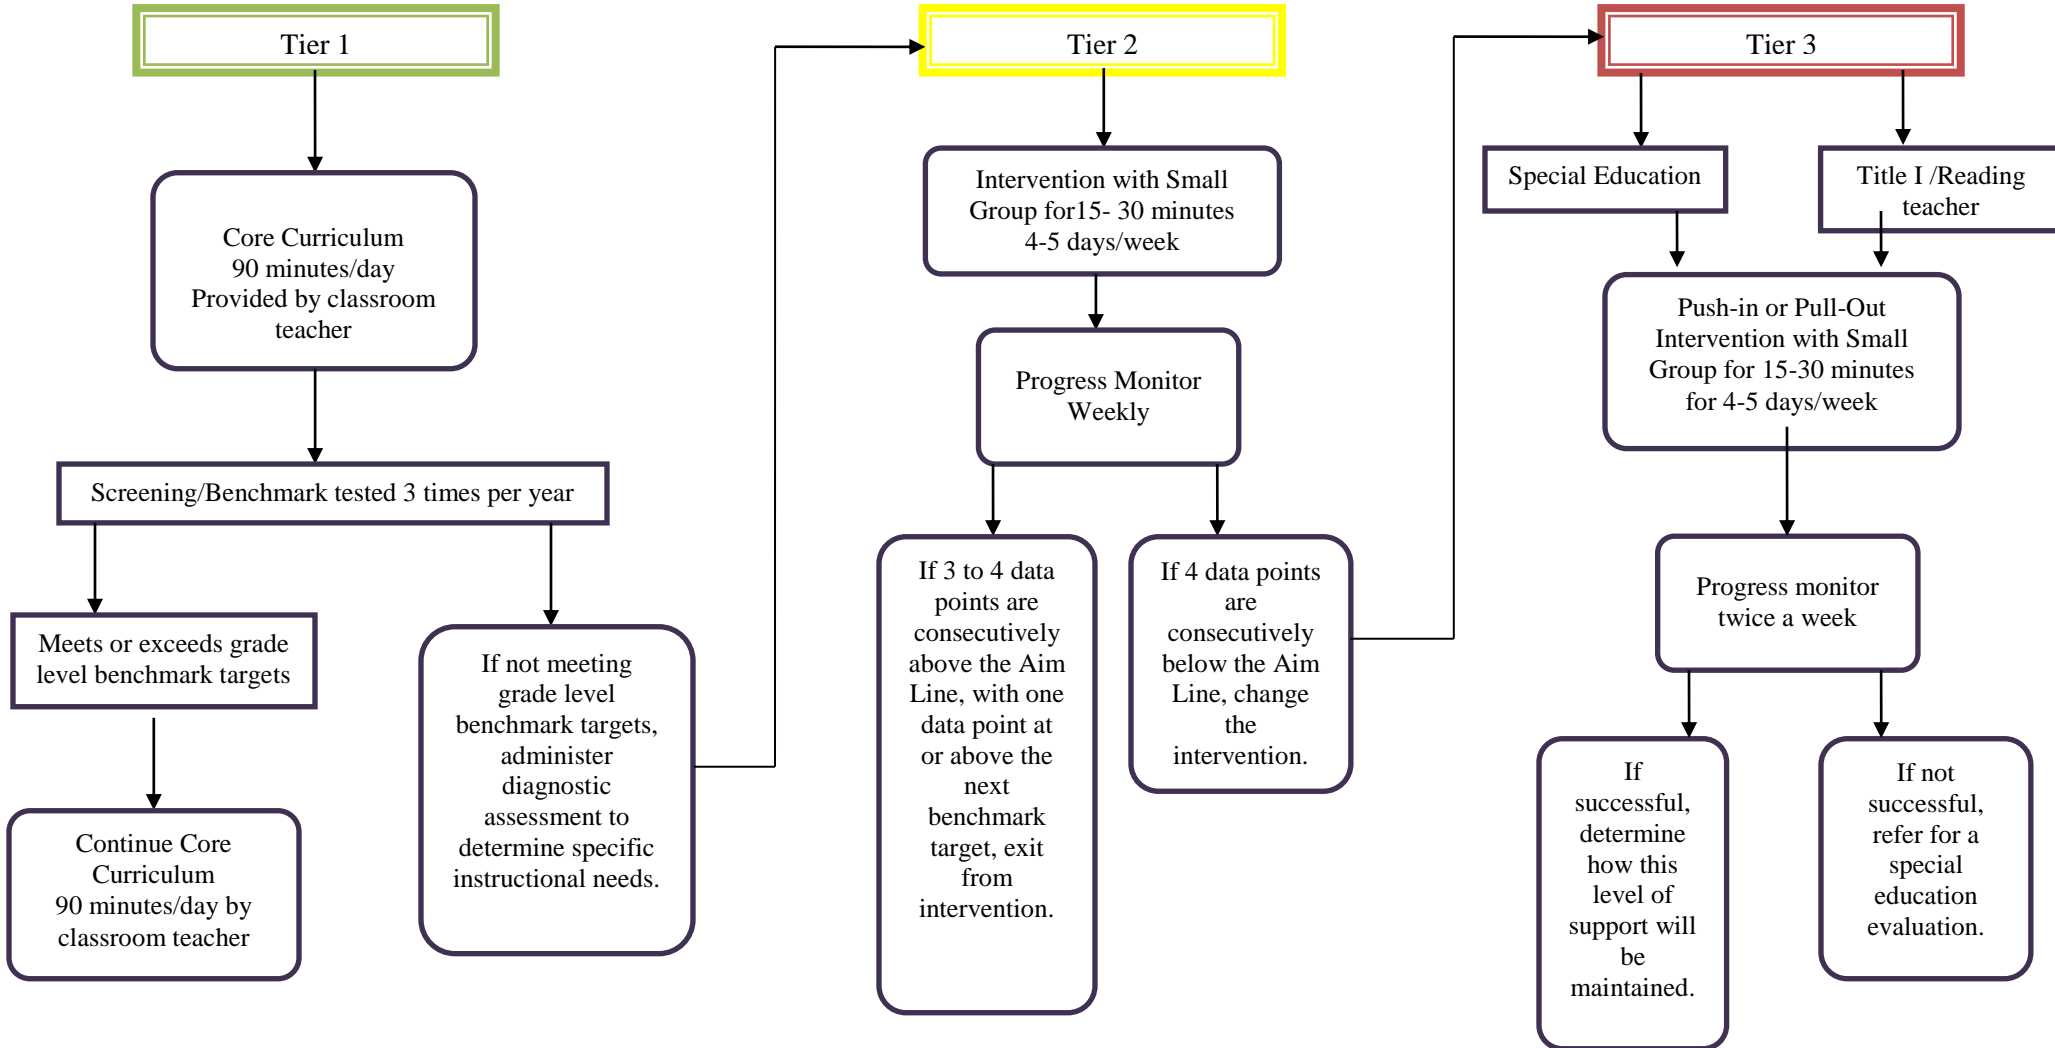 Tier 1
Core Curriculum
90 minutes/day
Provided by classroom
teacher
Screening/Benchmark tested 3 times per year
Meets or exceeds grade
level benchmark targets
Continue Core
Curriculum
90 minutes/day by
classroom teacher
If not meeting
grade level
benchmark targets,
administer
diagnostic
assessment to
determine specific
instructional needs.
Tier 2
Intervention with Small
Group for15- 30 minutes
4-5 days/week
Progress Monitor
Weekly
If 3 to 4 data
points are
consecutively
above the Aim
Line, with one
data point at
or above the
next
benchmark
target, exit
from
intervention.
If 4 data points
are
consecutively
below the Aim
Line, change
the
intervention.
Tier 3
Special Education
Title I /Reading
teacher
Push-in or Pull-Out
Intervention with Small
Group for 15-30 minutes
for 4-5 days/week
Progress monitor
twice a week
If
successful,
determine
how this
level of
support will
be
maintained.
If not
successful,
refer for a
special
education
evaluation.